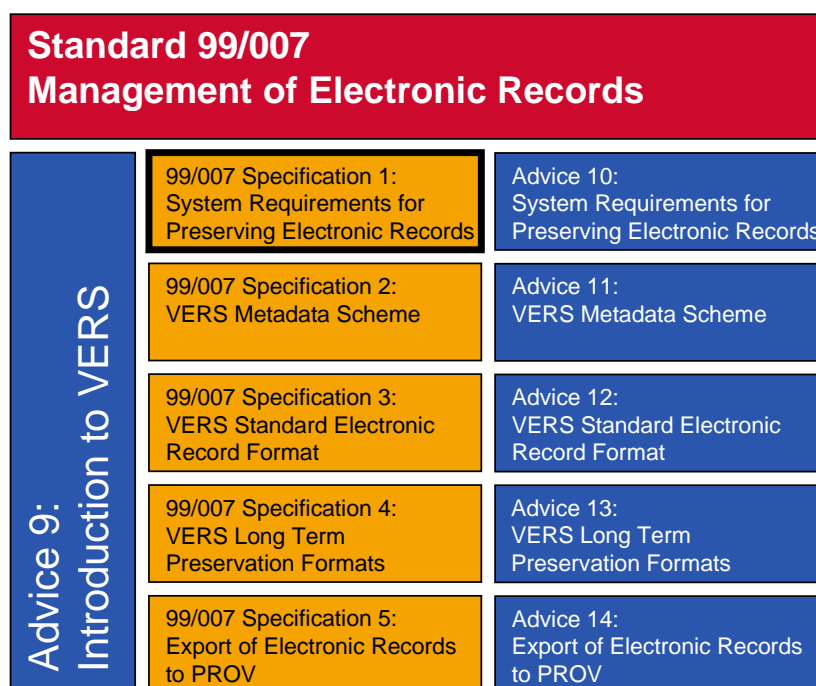 Standard 99/007
Management of Electronic Records
Advice 9:
Introduction to VERS
99/007 Specification 1:
System Requirements for
Preserving Electronic Records
Advice 10:
System Requirements for
Preserving Electronic Records
99/007 Specification 2:
VERS Metadata Scheme
Advice 11:
VERS Metadata Scheme
99/007 Specification 3:
VERS Standard Electronic
Record Format
Advice 12:
VERS Standard Electronic
Record Format
99/007 Specification 4:
VERS Long Term
Preservation Formats
Advice 13:
VERS Long Term
Preservation Formats
99/007 Specification 5:
Export of Electronic Records
to PROV
Advice 14:
Export of Electronic Records
to PROV